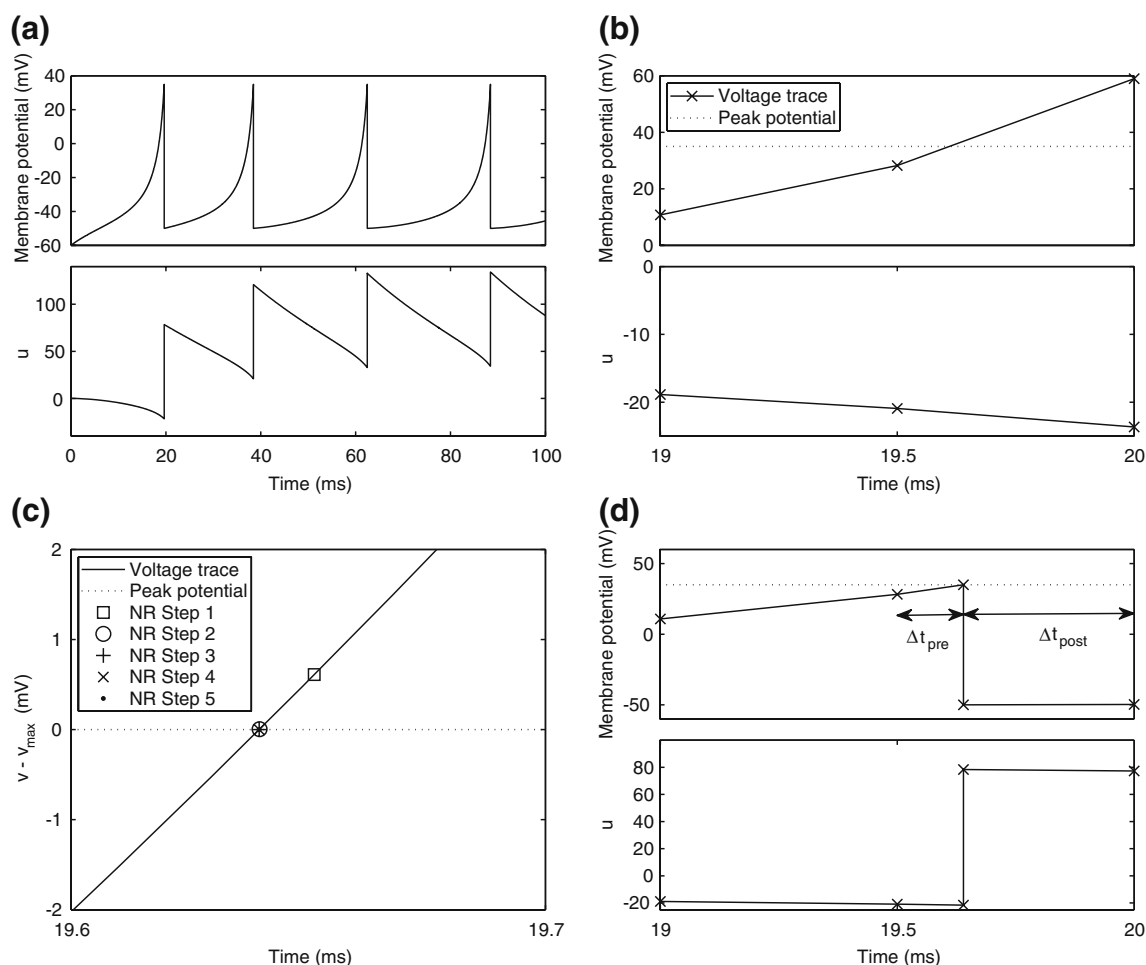 (a)
Membrane potential (mV)
40
20
0
-20
-40
-60
u
100
50
0
0
20
40
60
80
100
Time (ms)
(b)
Membrane potential (mV)
60
40
20
0
Voltage trace
Peak potential
u
0
-10
-20
19
19.5
20
Time (ms)
(c)
v - vmax (mV)
2
1
0
-1
-2
Voltage trace
Peak potential
NR Step 1
NR Step 2
NR Step 3
NR Step 4
NR Step 5
19.6
19.7
Time (ms)
(d)
Membrane potential (mV)
50
0
-50
Δtpre
Δtpost
u
80
60
40
20
0
-20
19
19.5
20
Time (ms)